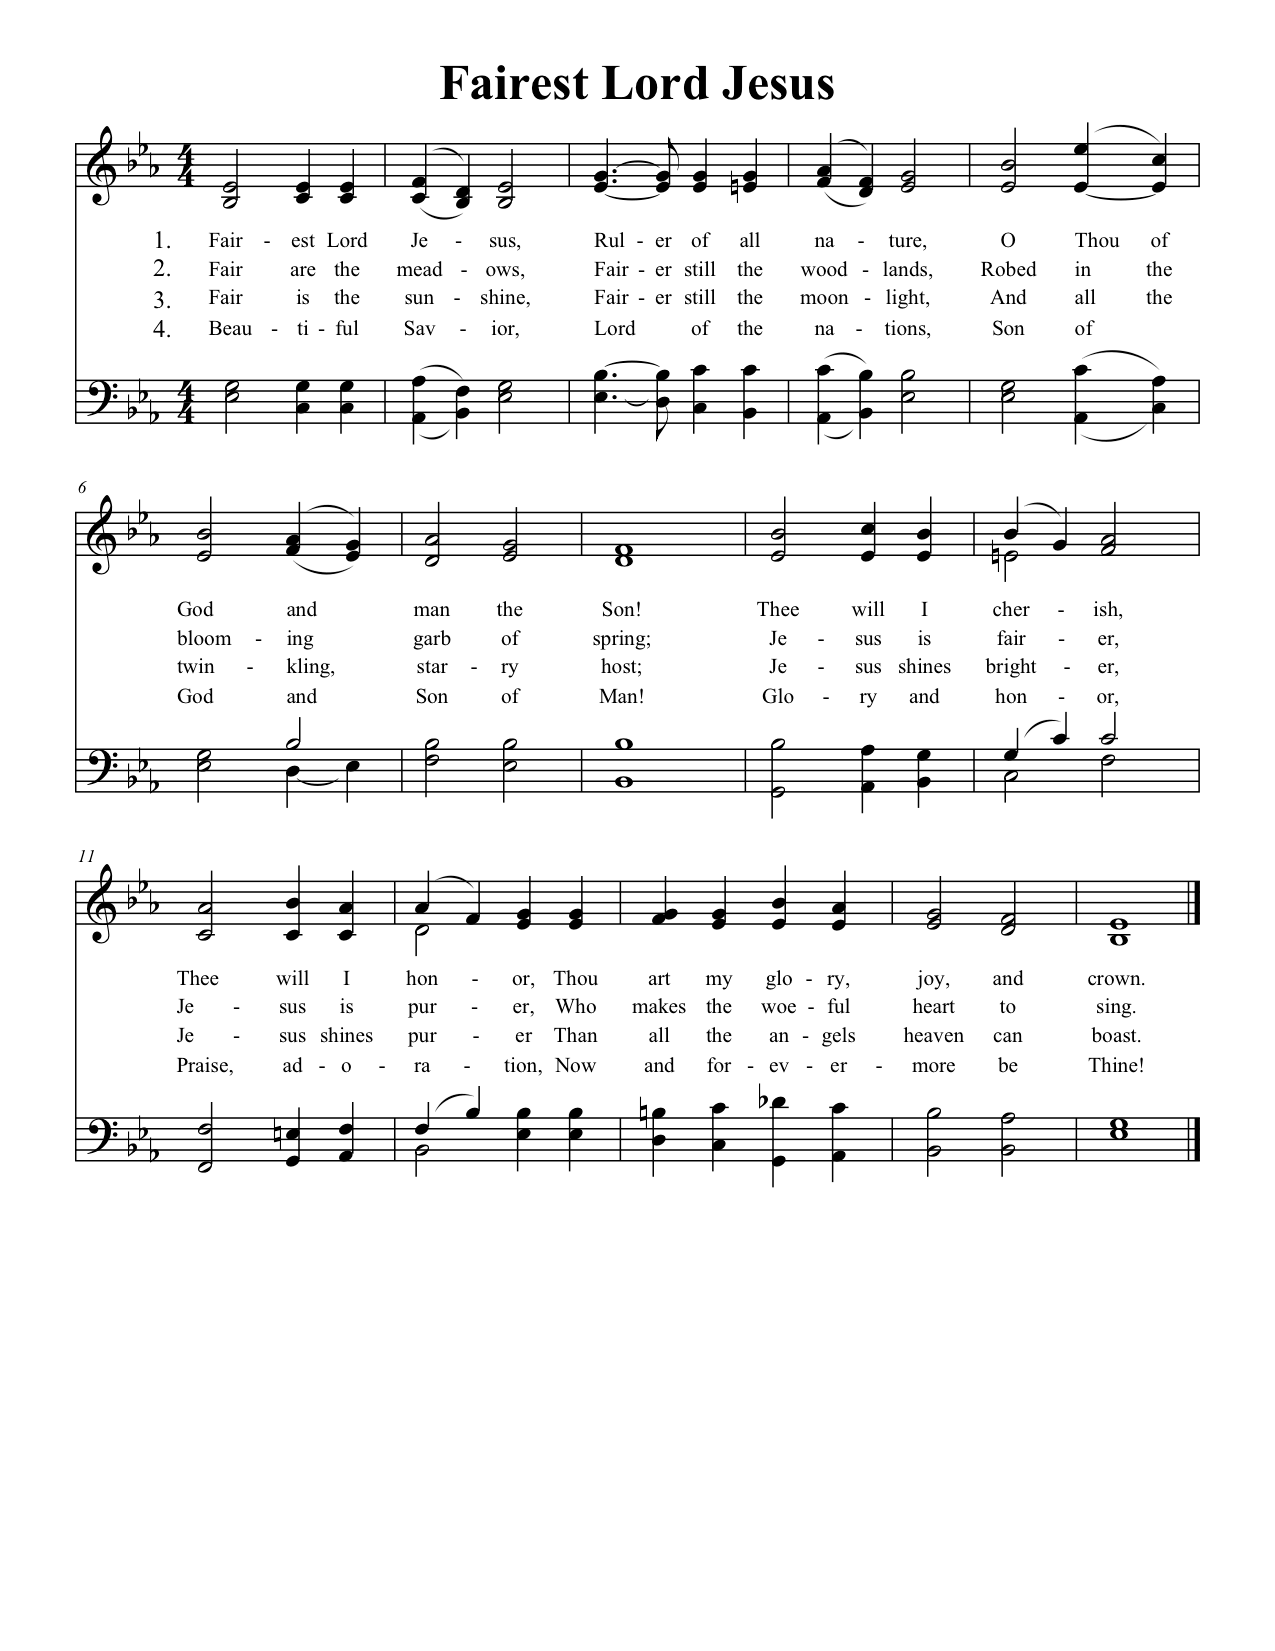 Fairest Lord Jesus
1. Fair - est Lord Je - sus, Rul - er of all na - ture, O Thou of
2. Fair are the mead - ows, Fair - er still the wood - lands, Robed in the
3. Fair is the sun - shine, Fair - er still the moon - light, And all the
4. Beau - ti - ful Sav - ior, Lord of the na - tions, Son of
6
God and man the Son! Thee will I cher - ish,
bloom - ing garb of spring; Je - sus is fair - er,
twin - kling, star - ry host; Je - sus shines bright - er,
God and Son of Man! Glo - ry and hon - or,
11
Thee will I hon - or, Thou art my glo - ry, joy, and crown.
Je - sus is pur - er, Who makes the woe - ful heart to sing.
Je - sus shines pur - er Than all the an - gels heaven can boast.
Praise, ad - o - ra - tion, Now and for - ev - er - more be Thine!